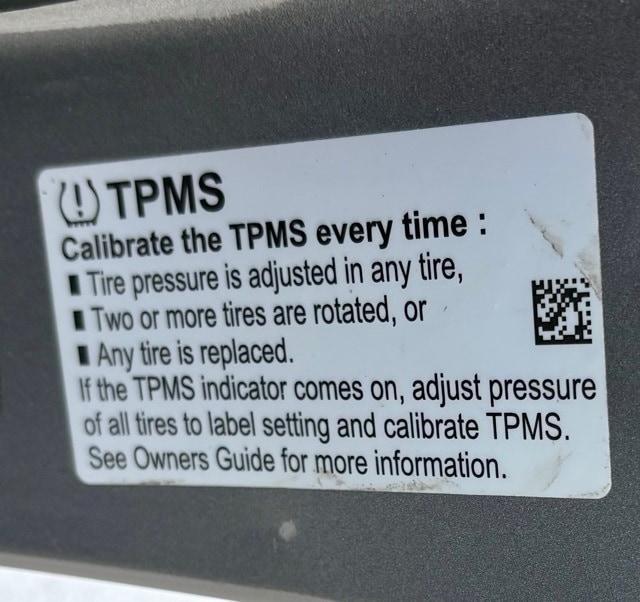 TPMS
Calibrate the TPMS every time :
▪ Tire pressure is adjusted in any tire,
▪ Two or more tires are rotated, or
▪ Any tire is replaced.
If the TPMS indicator comes on, adjust pressure
of all tires to label setting and calibrate TPMS.
See Owners Guide for more information.